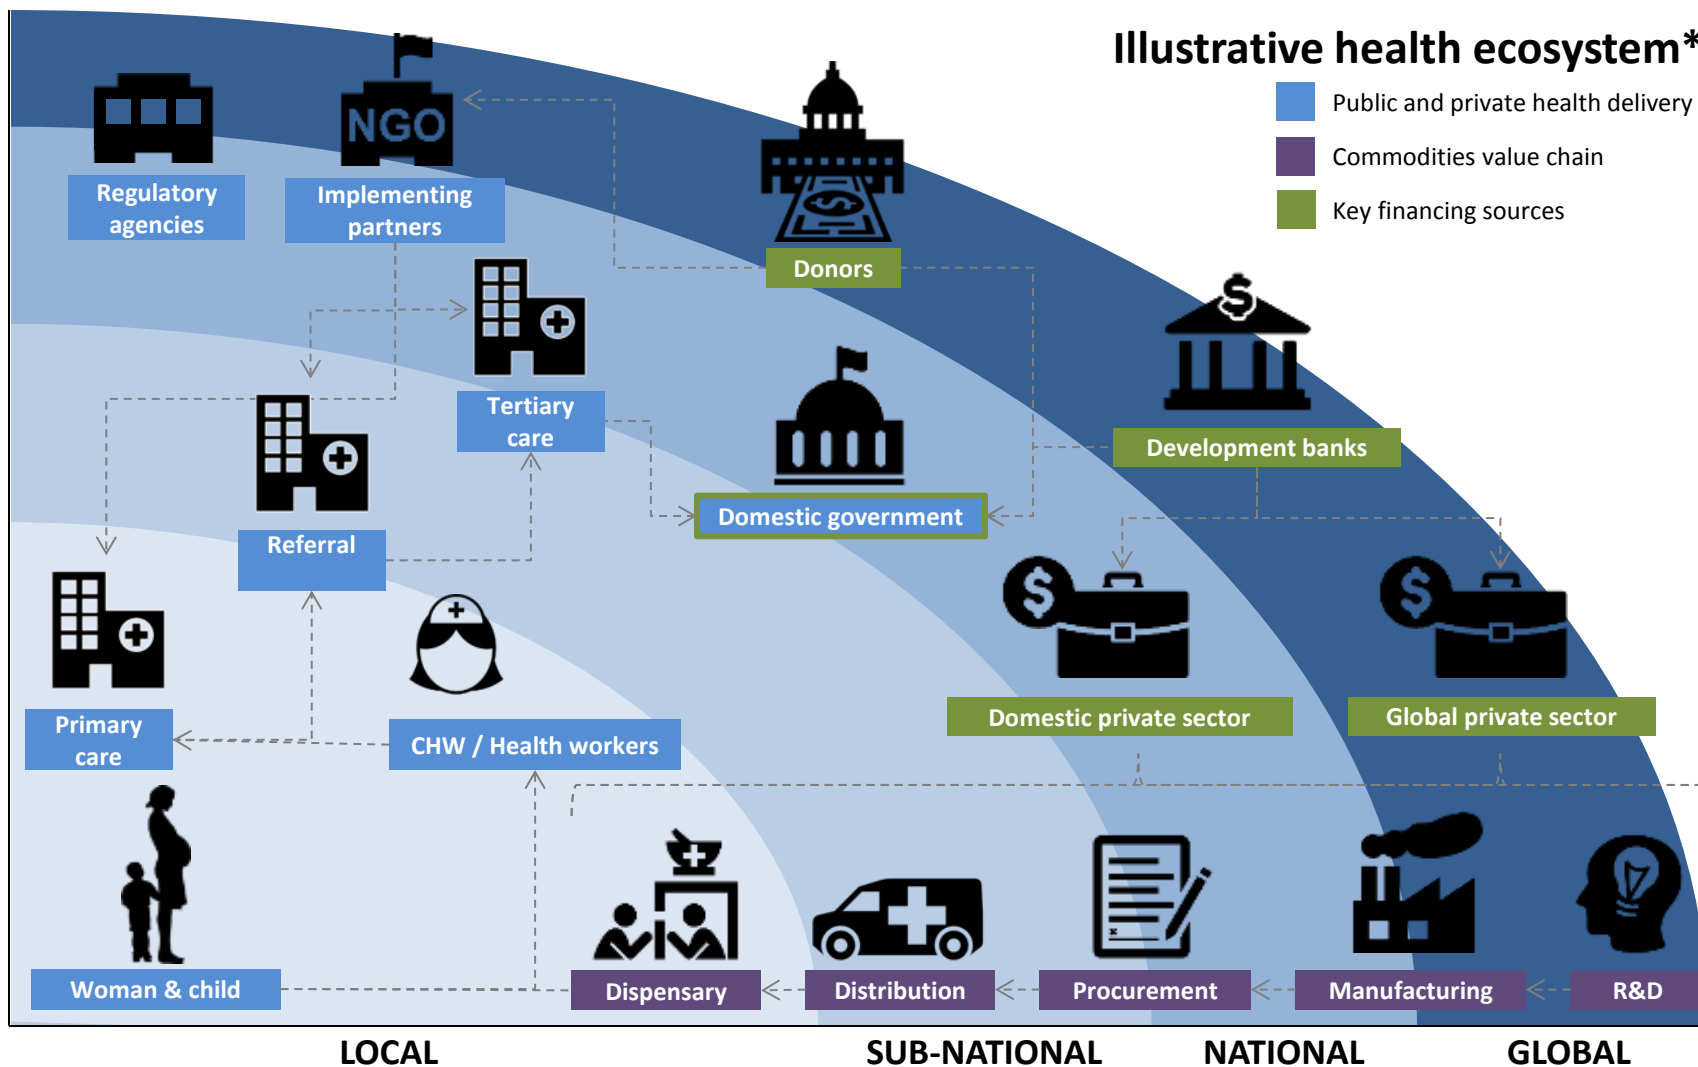 Illustrative health ecosystem*
Public and private health delivery
Commodities value chain
Key financing sources
NGO
Regulatory
agencies
Implementing
partners
Donors
Tertiary
care
Development banks
Domestic government
Referral
Primary
care
CHW / Health workers
Domestic private sector
Global private sector
Woman & child
Dispensary
Distribution
Procurement
Manufacturing
R&D
LOCAL
SUB-NATIONAL
NATIONAL
GLOBAL